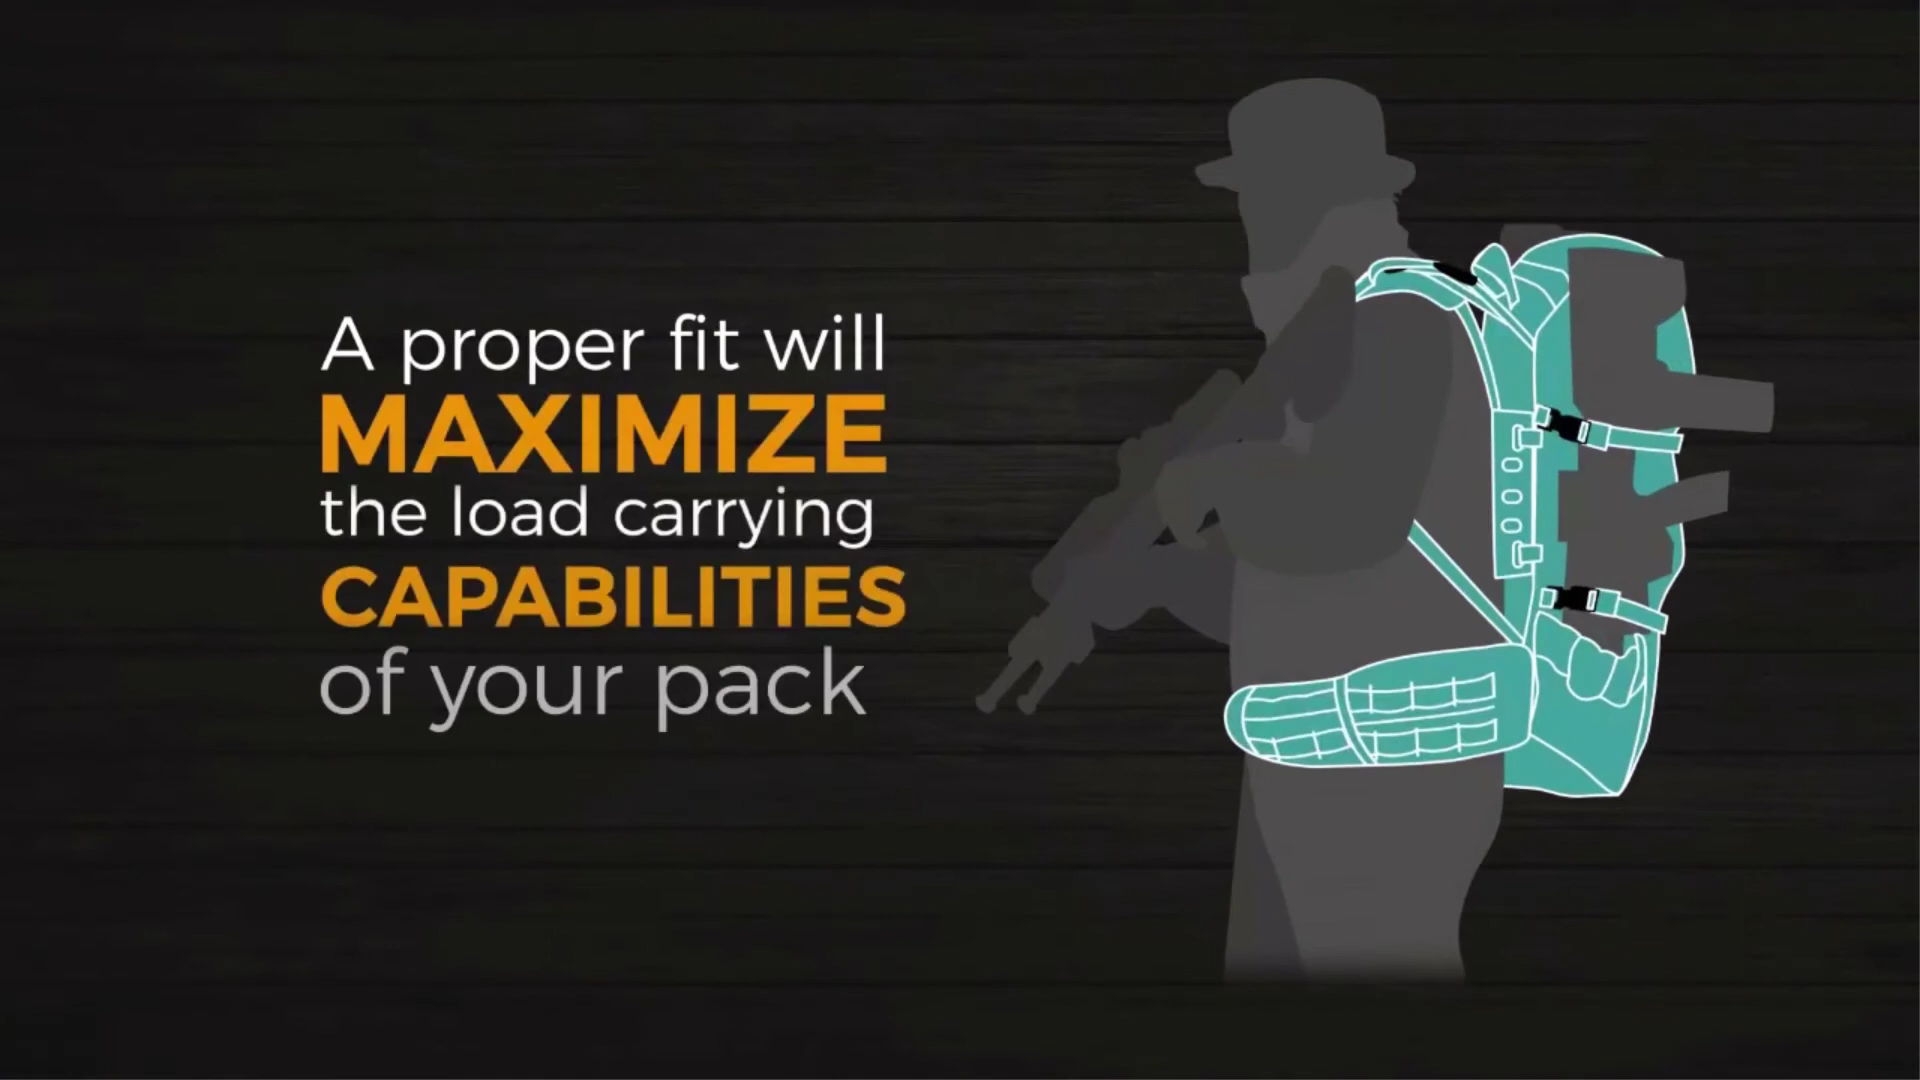 A proper fit will
MAXIMIZE
the load carrying
CAPABILITIES
of your pack